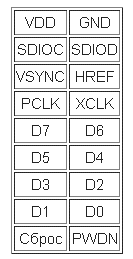 VDD GND
SDIOC SDIOD
VSYNC HREF
PCLK XCLK
D7 D6
D5 D4
D3 D2
D1 D0
Сброс PWDN